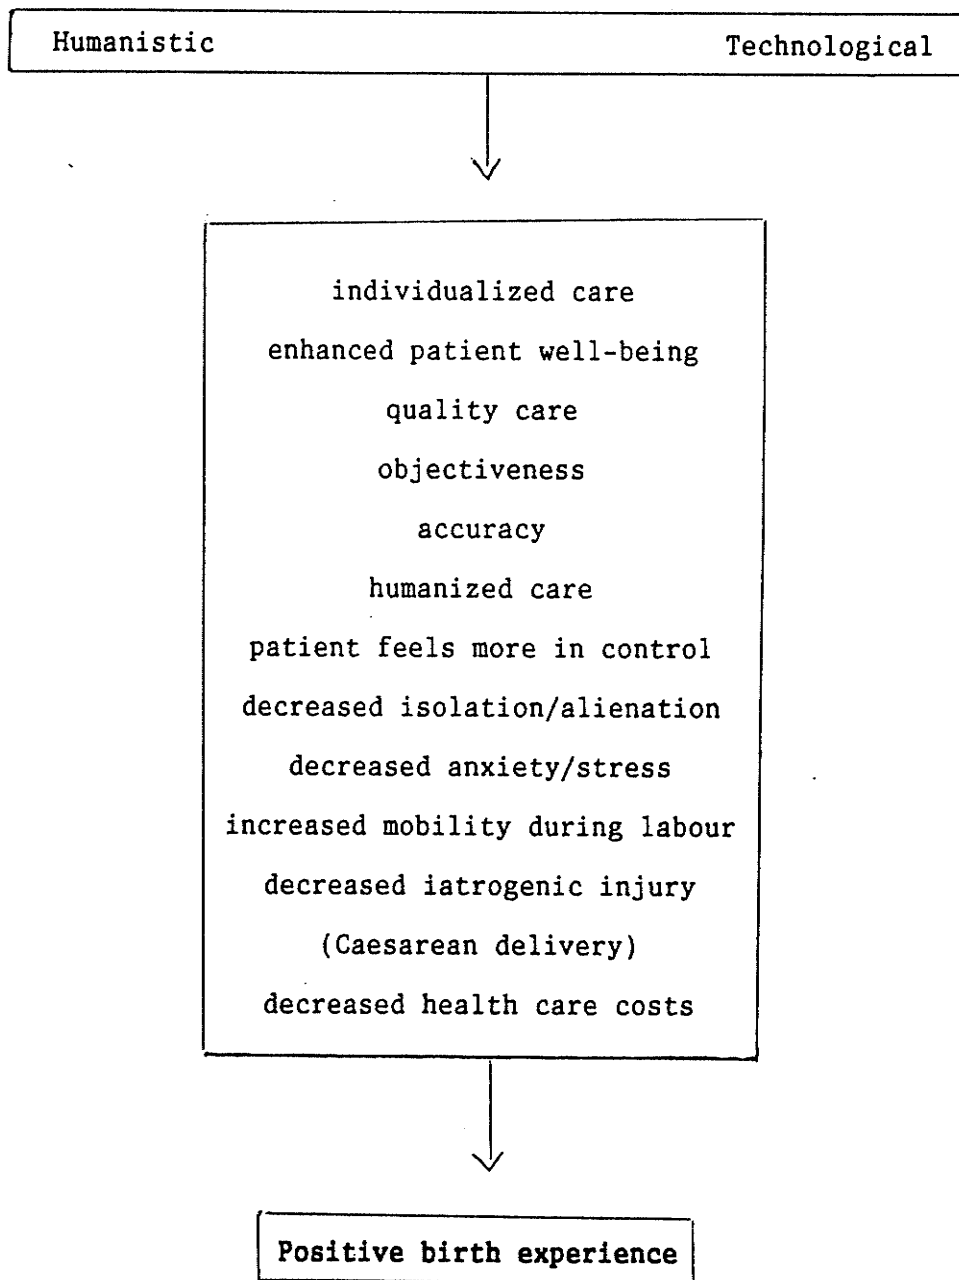 Humanistic Technological
individualized care
enhanced patient well-being
quality care
objectiveness
accuracy
humanized care
patient feels more in control
decreased isolation/alienation
decreased anxiety/stress
increased mobility during labour
decreased iatrogenic injury
(Caesarean delivery)
decreased health care costs
Positive birth experience